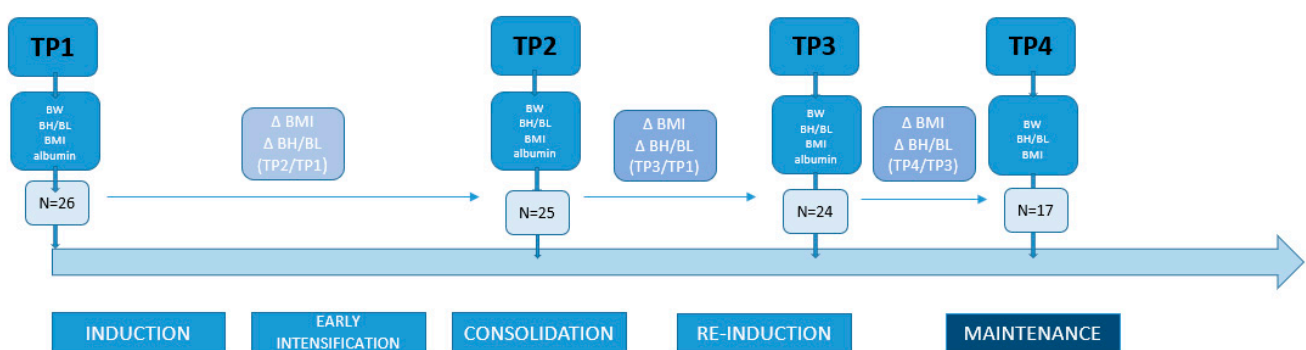 TP1
TP2
TP3
TP4
BW
BH/BL
BMI
albumin
Δ BMI
Δ BH/BL
(TP2/TP1)
BW
BH/BL
BMI
albumin
Δ BMI
Δ BH/BL
(TP3/TP1)
BW
BH/BL
BMI
albumin
Δ BMI
Δ BH/BL
(TP4/TP3)
BW
BH/BL
BMI
N=26
N=25
N=24
N=17
INDUCTION
EARLY
INTENSIFICATION
CONSOLIDATION
RE-INDUCTION
MAINTENANCE